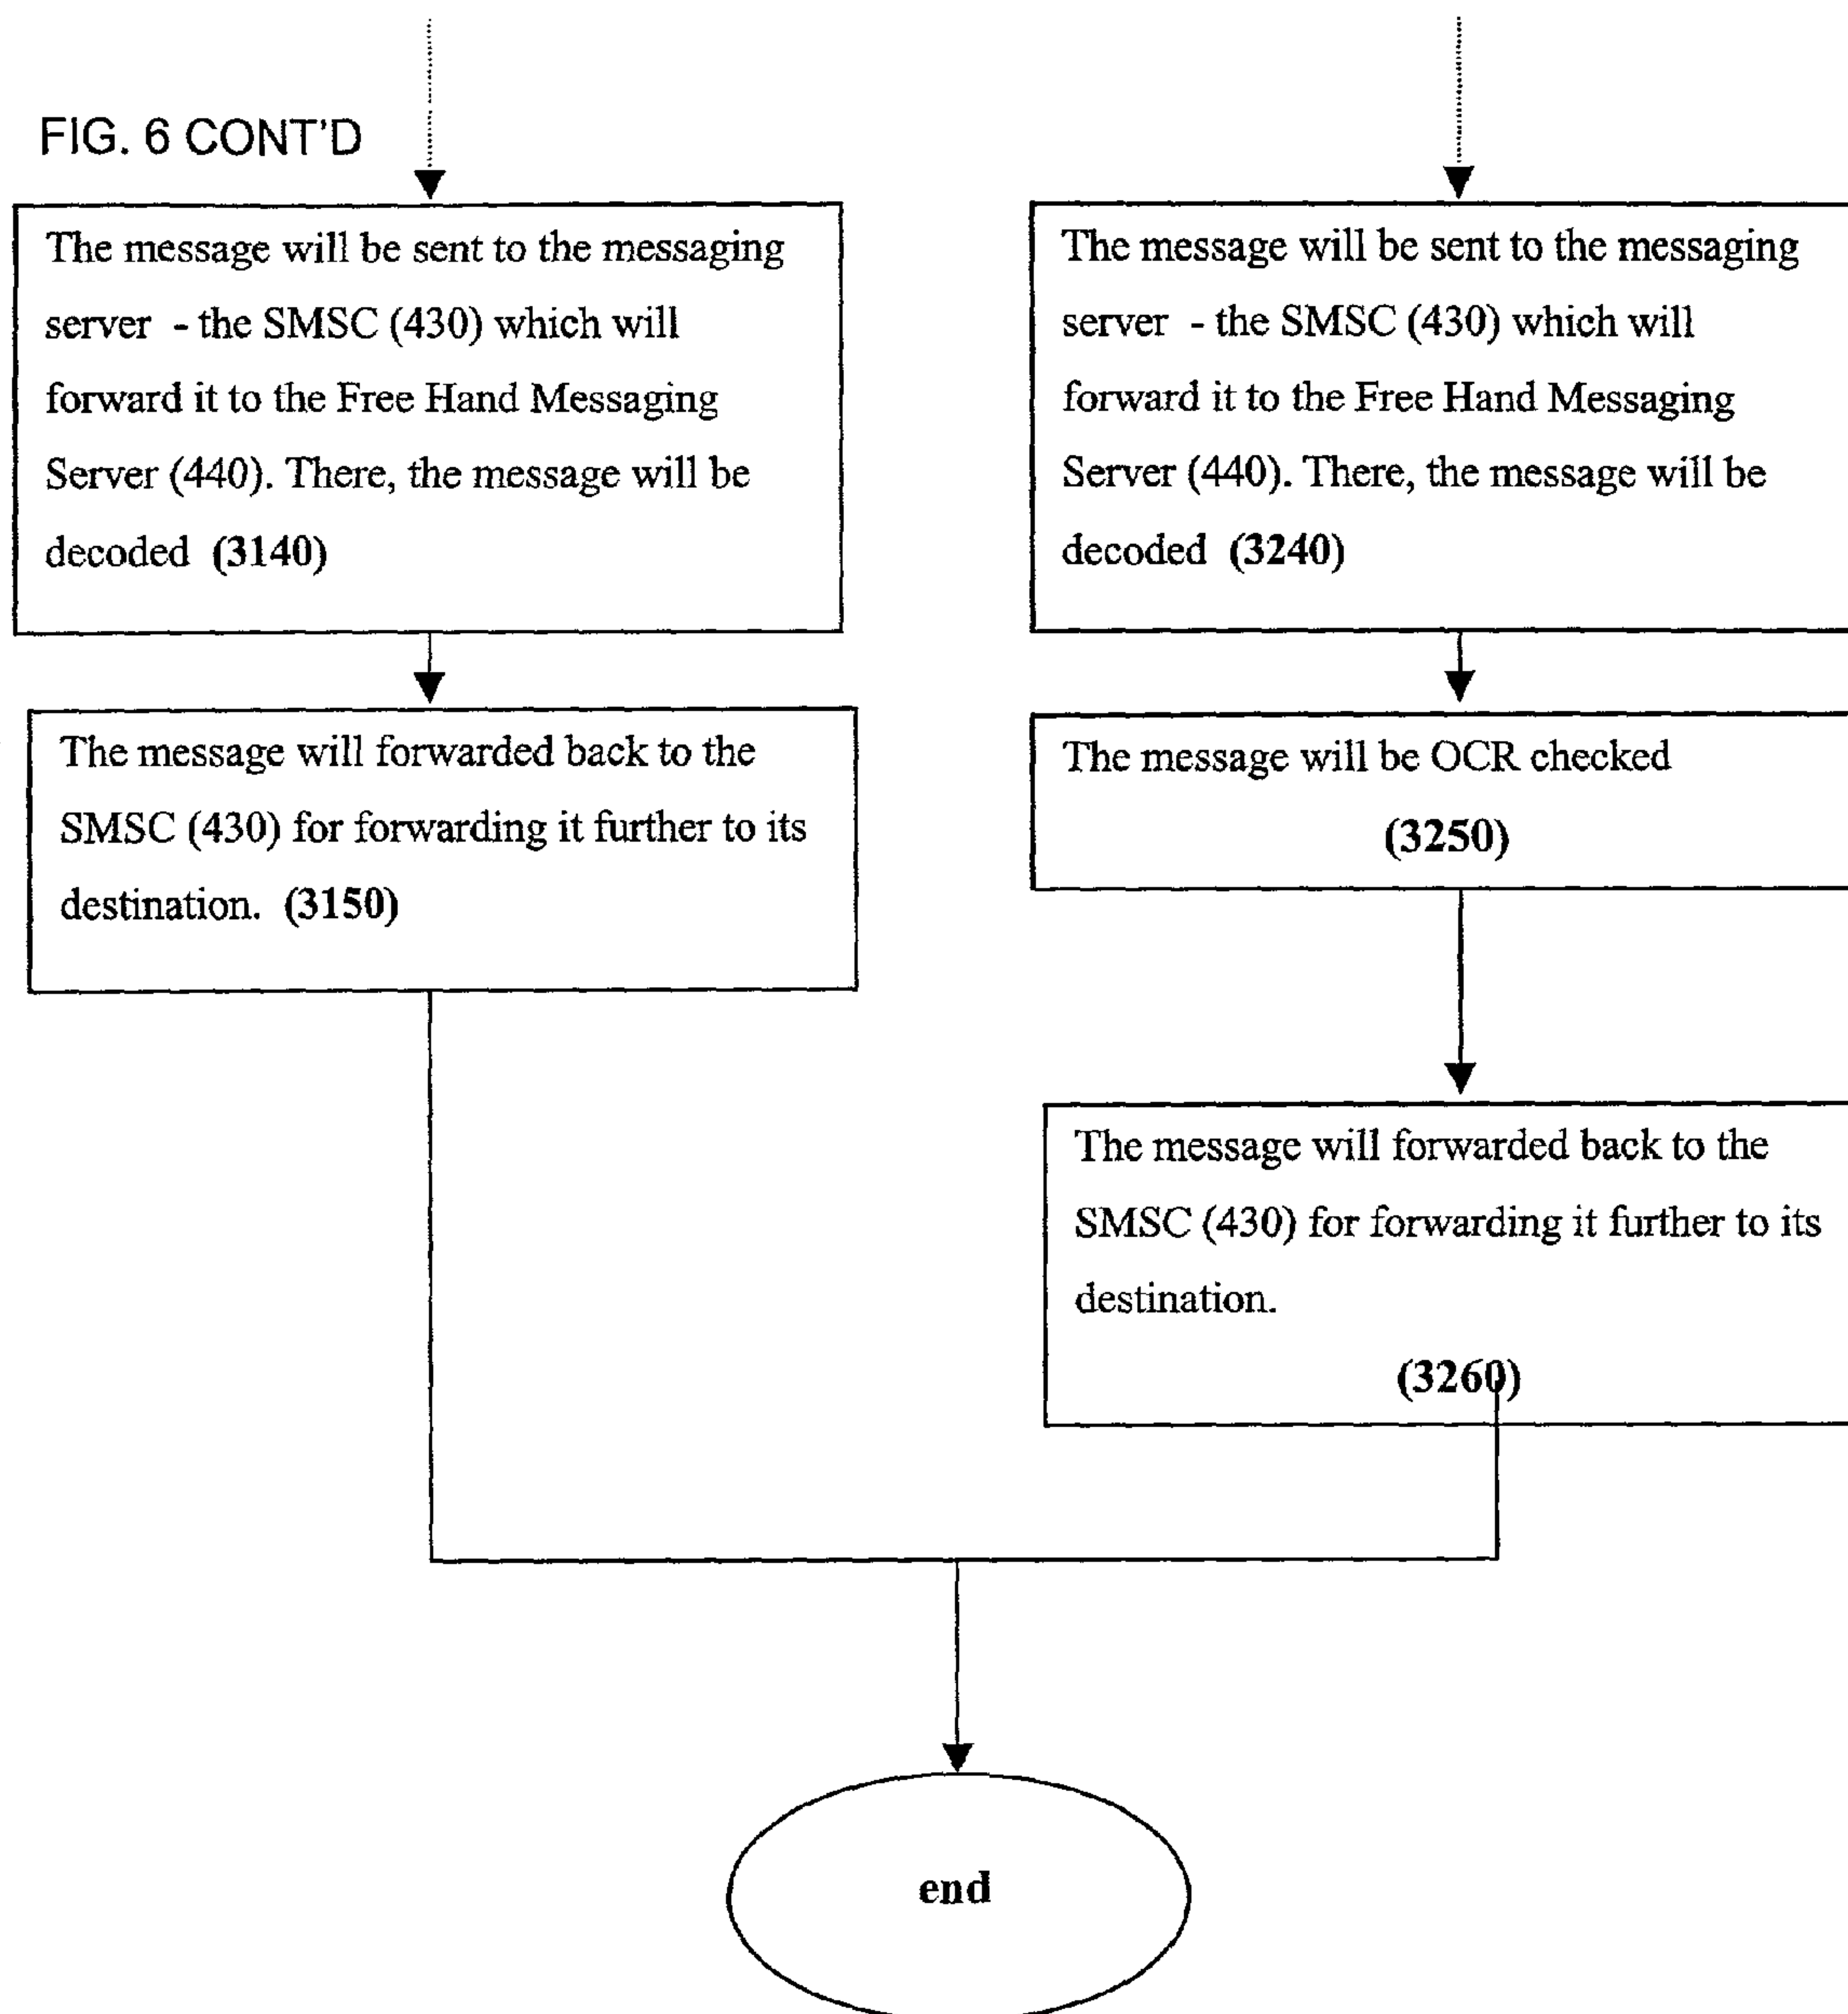 FIG. 6 CONT'D
The message will be sent to the messaging
server - the SMSC (430) which will
forward it to the Free Hand Messaging
Server (440). There, the message will be
decoded (3140)
The message will forwarded back to the
SMSC (430) for forwarding it further to its
destination. (3150)
The message will be sent to the messaging
server - the SMSC (430) which will
forward it to the Free Hand Messaging
Server (440). There, the message will be
decoded (3240)
The message will be OCR checked
(3250)
The message will forwarded back to the
SMSC (430) for forwarding it further to its
destination.
(3260)
end